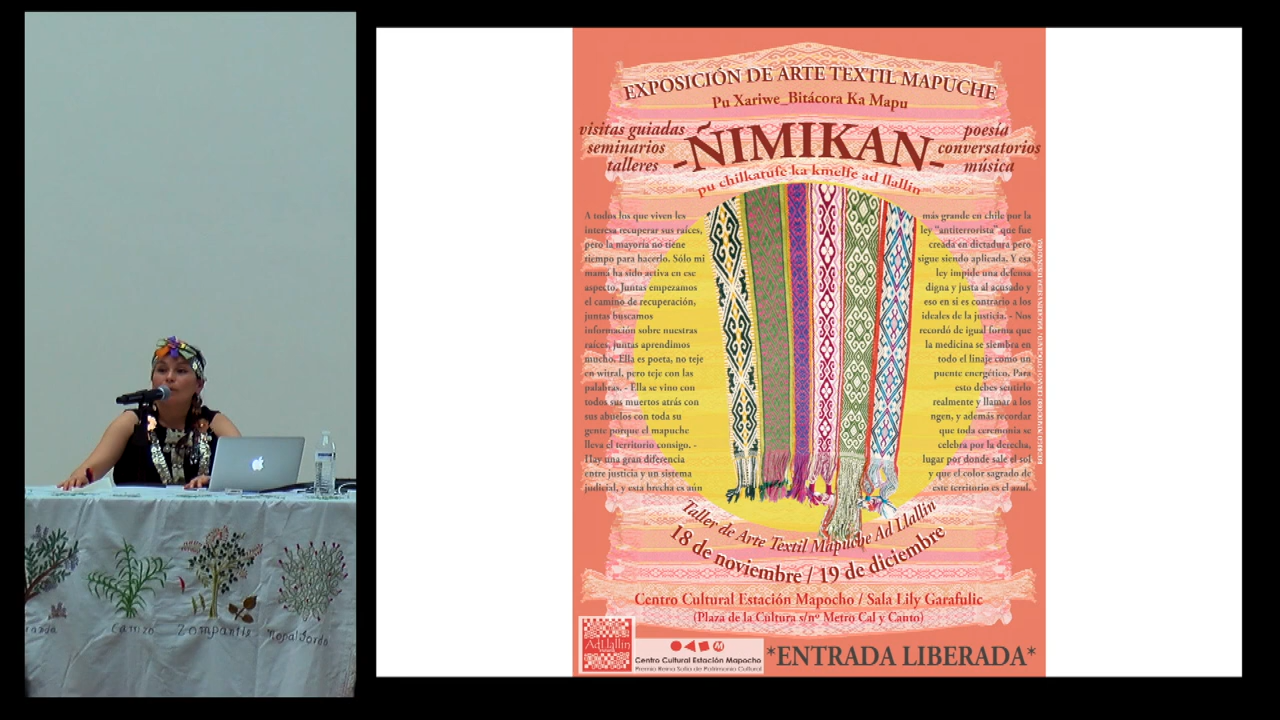 EXPOSICIÓN DE ARTE TEXTIL MAPUCHE
Pu Xariwe_Bitácora Ka Mapu
visitas guiadas
seminarios
talleres
-ÑIMIKAN-
poesía
conversatorios
música
pu chilkatufe ka kmelfe ad llallin
A todos los que viven les
interesa recuperar sus raíces,
pero la mayoría no tiene
tiempo para hacerlo. Sólo mi
mamá ha sido activa en ese
aspecto. Juntas empezamos
el camino de recuperación,
juntas buscamos
información sobre nuestras
raíces, juntas aprendimos
mucho. Ella es poeta, no teje
en witral, pero teje con las
palabras. - Ella se vino con
todos sus muertos atrás con
sus abuelos con toda su
gente porque el mapuche
lleva el territorio consigo. -
Hay una gran diferencia
entre justicia y un sistema
judicial, y esta brecha es aún
más grande en chile por la
ley "antiterrorista" que fue
creada en dictadura pero
sigue siendo aplicada. Y esa
ley impide una defensa
digna y justa al acusado y
eso en si es contrario a los
ideales de la justicia. - Nos
recordó de igual forma que
la medicina se siembra en
todo el linaje como un
puente energético. Para
esto debes sentirlo
realmente y llamar a los
ngen, y además recordar
que toda ceremonia se
celebra por la derecha,
lugar por donde sale el sol
y que el color sagrado de
este territorio es el azul.
Taller de Arte Textil Mapuche Ad Llallin
18 de noviembre / 19 de diciembre
Centro Cultural Estación Mapocho / Sala Lily Garafulic
(Plaza de la Cultura s/nº Metro Cal y Canto)
Ad Llallin
Centro Cultural Estación Mapocho
Premio Reina Sofía de Patrimonio Cultural
*ENTRADA LIBERADA*
Carrizo
Zompantle